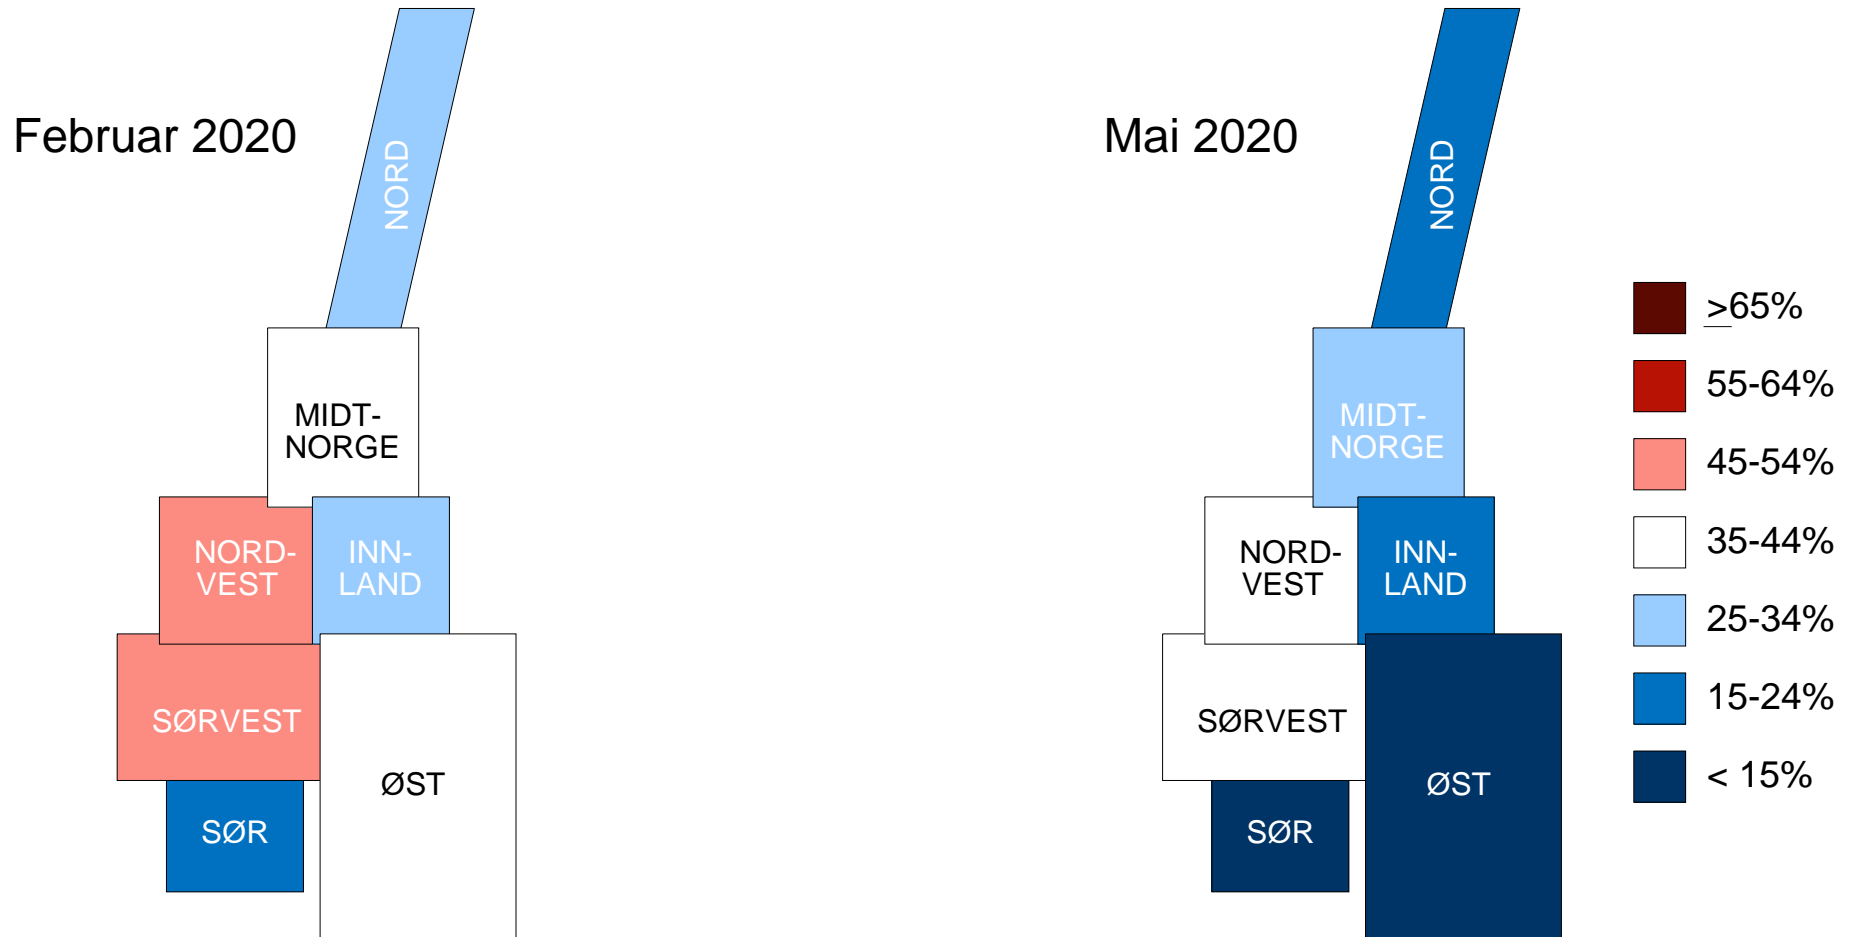 Februar 2020
NORD
MIDT-
NORGE
NORD-
VEST
INN-
LAND
SØRVEST
ØST
SØR
Mai 2020
NORD
MIDT-
NORGE
NORD-
VEST
INN-
LAND
SØRVEST
ØST
SØR
>65%
55-64%
45-54%
35-44%
25-34%
15-24%
< 15%